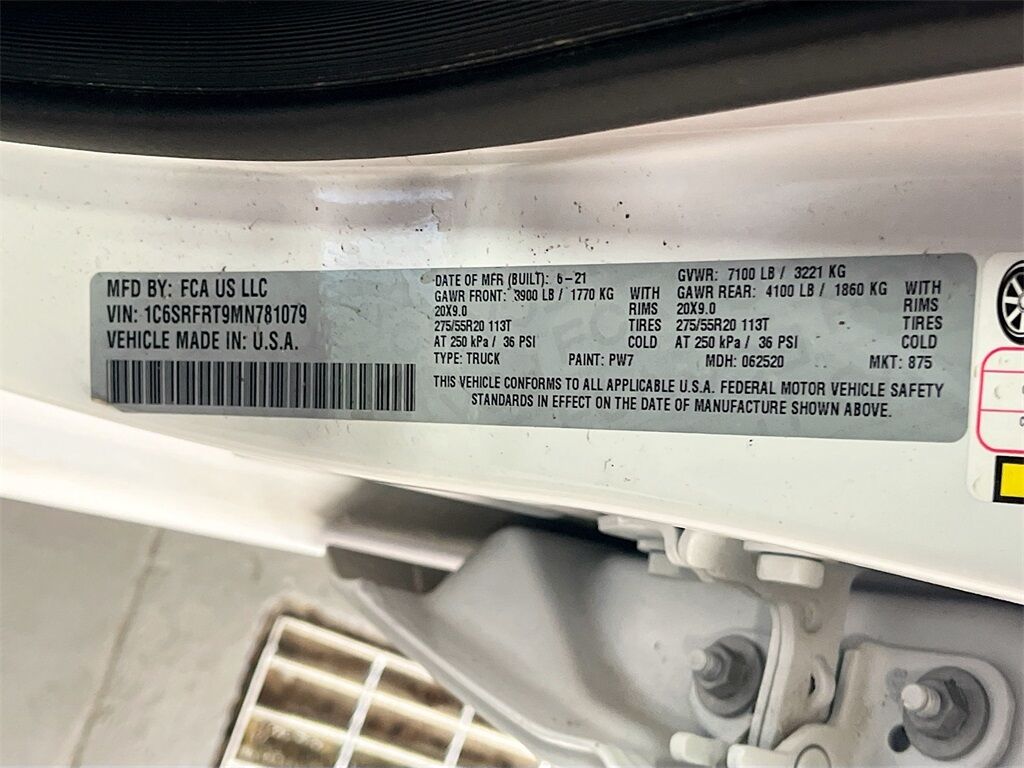 MFD BY: FCA US LLC
VIN: 1C6SRFRT9MN781079
VEHICLE MADE IN: U.S.A.
DATE OF MFR (BUILT): 6-21 GVWR: 7100 LB / 3221 KG
GAWR FRONT: 3900 LB / 1770 KG WITH GAWR REAR: 4100 LB / 1860 KG WITH
20X9.0 RIMS 20X9.0 RIMS
275/55R20 113T TIRES 275/55R20 113T TIRES
AT 250 kPa / 36 PSI COLD AT 250 kPa / 36 PSI COLD
TYPE: TRUCK PAINT: PW7 MDH: 062520 MKT: 875
THIS VEHICLE CONFORMS TO ALL APPLICABLE U.S.A. FEDERAL MOTOR VEHICLE SAFETY
STANDARDS IN EFFECT ON THE DATE OF MANUFACTURE SHOWN ABOVE.